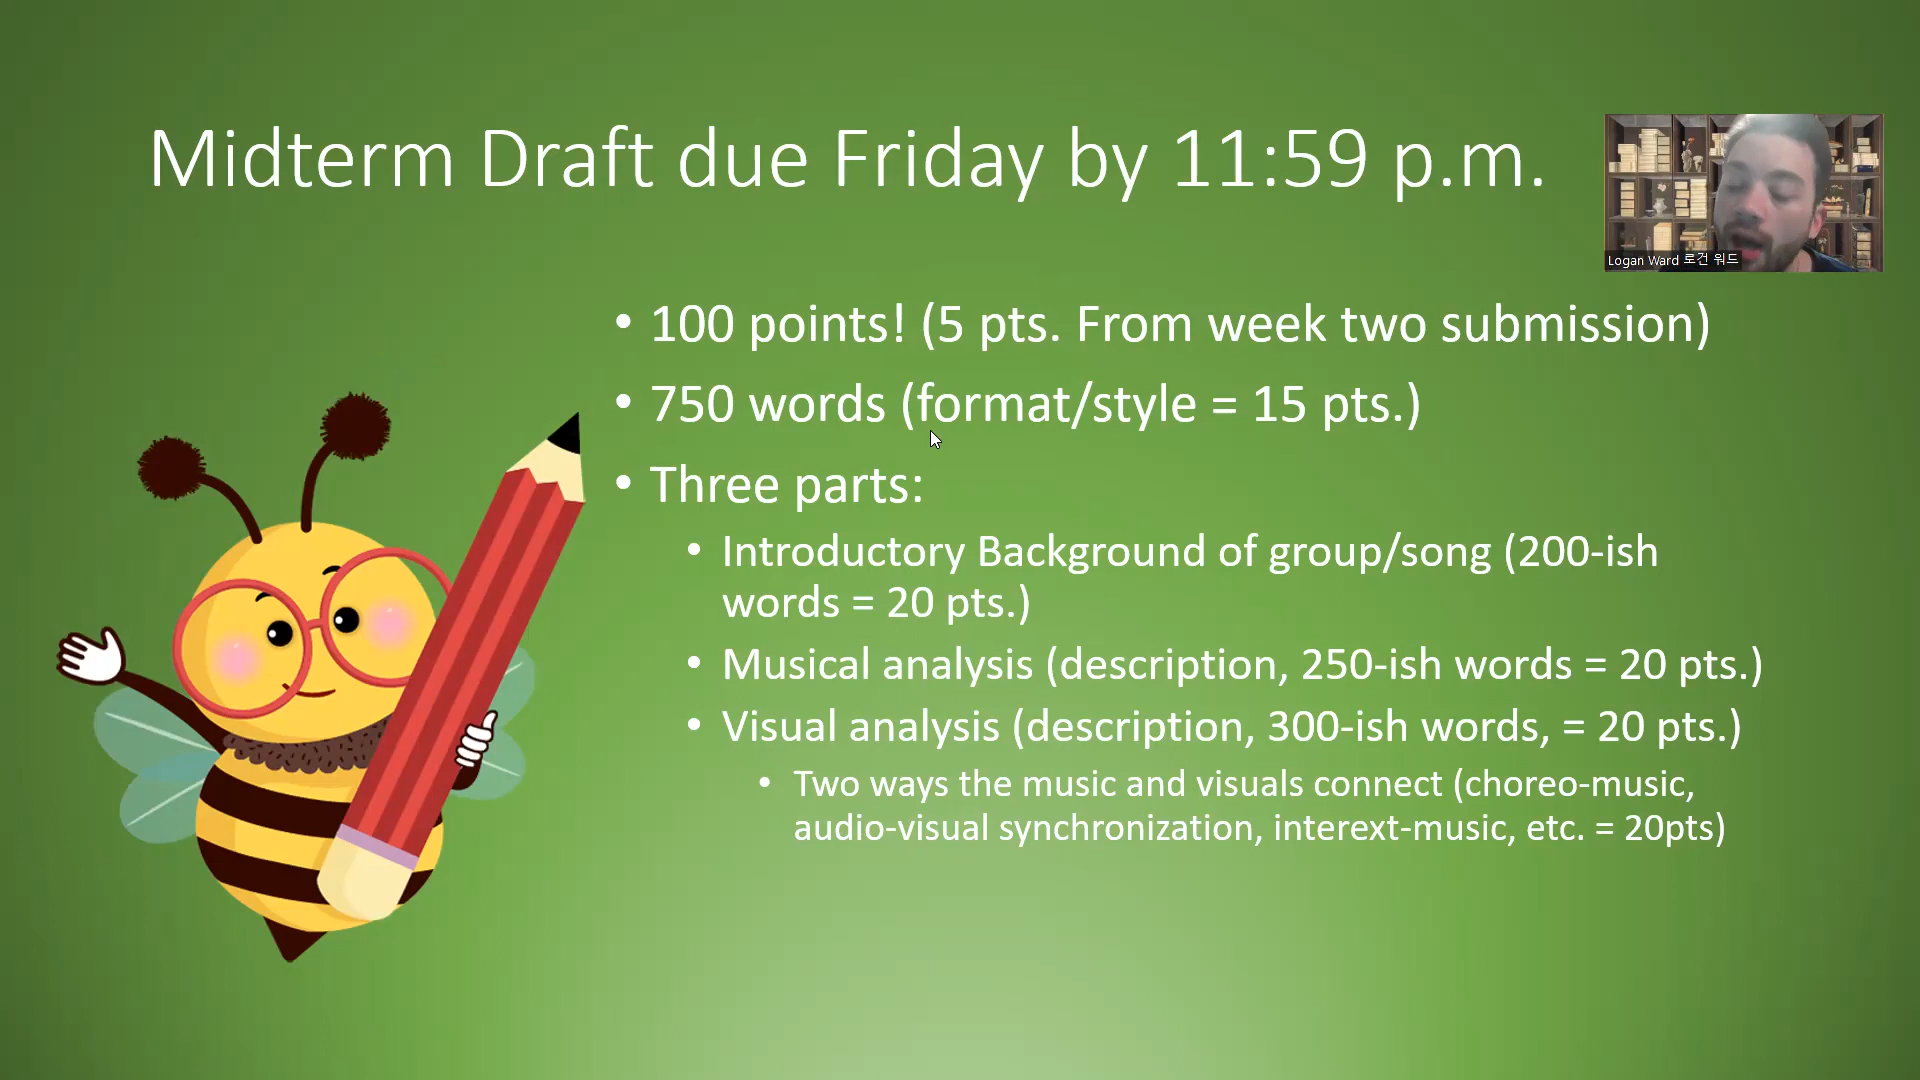 Midterm Draft due Friday by 11:59 p.m.
Logan Ward 로건 워드
• 100 points! (5 pts. From week two submission)
• 750 words (format/style = 15 pts.)
• Three parts:
• Introductory Background of group/song (200-ish
words = 20 pts.)
• Musical analysis (description, 250-ish words = 20 pts.)
• Visual analysis (description, 300-ish words, = 20 pts.)
• Two ways the music and visuals connect (choreo-music,
audio-visual synchronization, interext-music, etc. = 20pts)